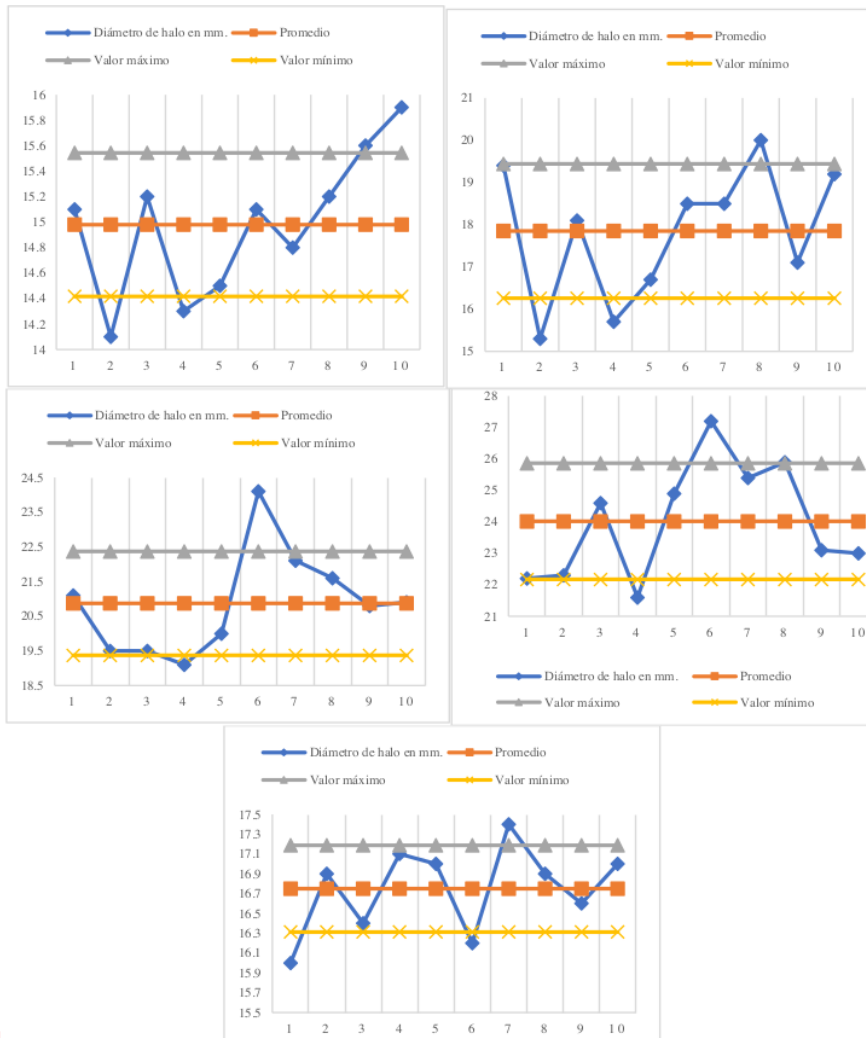 Diámetro de halo en mm. Promedio
Valor máximo Valor mínimo
16
15.8
15.6
15.4
15.2
15
14.8
14.6
14.4
14.2
14
1 2 3 4 5 6 7 8 9 10
Diámetro de halo en mm. Promedio
Valor máximo Valor mínimo
21
20
19
18
17
16
15
1 2 3 4 5 6 7 8 9 10
Diámetro de halo en mm. Promedio
Valor máximo Valor mínimo
24.5
23.5
22.5
21.5
20.5
19.5
18.5
1 2 3 4 5 6 7 8 9 10
28
27
26
25
24
23
22
21
1 2 3 4 5 6 7 8 9 10
Diámetro de halo en mm. Promedio
Valor máximo Valor mínimo
Diámetro de halo en mm. Promedio
Valor máximo Valor mínimo
17.5
17.3
17.1
16.9
16.7
16.5
16.3
16.1
15.9
15.7
15.5
1 2 3 4 5 6 7 8 9 10